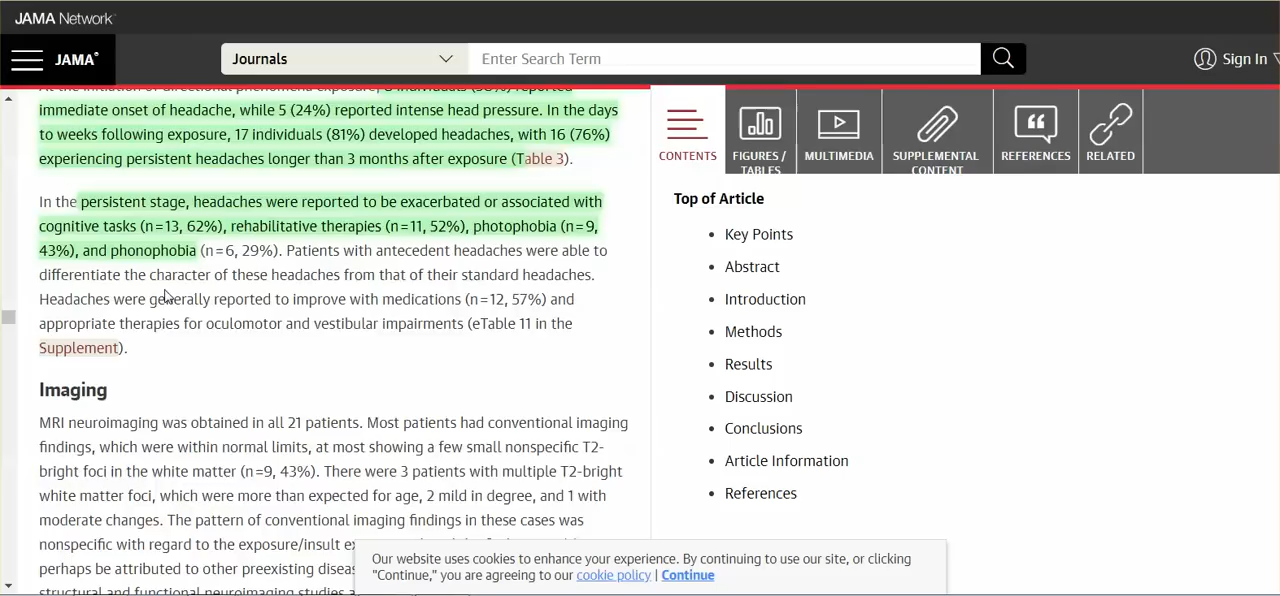 JAMA Network
JAMA
Journals
Enter Search Term
Sign In
immediate onset of headache, while 5 (24%) reported intense head pressure. In the days
to weeks following exposure, 17 individuals (81%) developed headaches, with 16 (76%)
experiencing persistent headaches longer than 3 months after exposure (Table 3).
In the persistent stage, headaches were reported to be exacerbated or associated with
cognitive tasks (n=13, 62%), rehabilitative therapies (n=11, 52%), photophobia (n=9,
43%), and phonophobia (n=6, 29%). Patients with antecedent headaches were able to
differentiate the character of these headaches from that of their standard headaches.
Headaches were generally reported to improve with medications (n=12, 57%) and
appropriate therapies for oculomotor and vestibular impairments (eTable 11 in the
Supplement).
Imaging
MRI neuroimaging was obtained in all 21 patients. Most patients had conventional imaging
findings, which were within normal limits, at most showing a few small nonspecific T2-
bright foci in the white matter (n=9, 43%). There were 3 patients with multiple T2-bright
white matter foci, which were more than expected for age, 2 mild in degree, and 1 with
moderate changes. The pattern of conventional imaging findings in these cases was
nonspecific with regard to the exposure/insult
perhaps be attributed to other preexisting
structural and functional neuroimaging studies
CONTENTS
FIGURES /
TABLES
MULTIMEDIA
SUPPLEMENTAL
CONTENT
REFERENCES
RELATED
Top of Article
Key Points
Abstract
Introduction
Methods
Results
Discussion
Conclusions
Article Information
References
Our website uses cookies to enhance your experience. By continuing to use our site, or clicking
"Continue," you are agreeing to our cookie policy | Continue